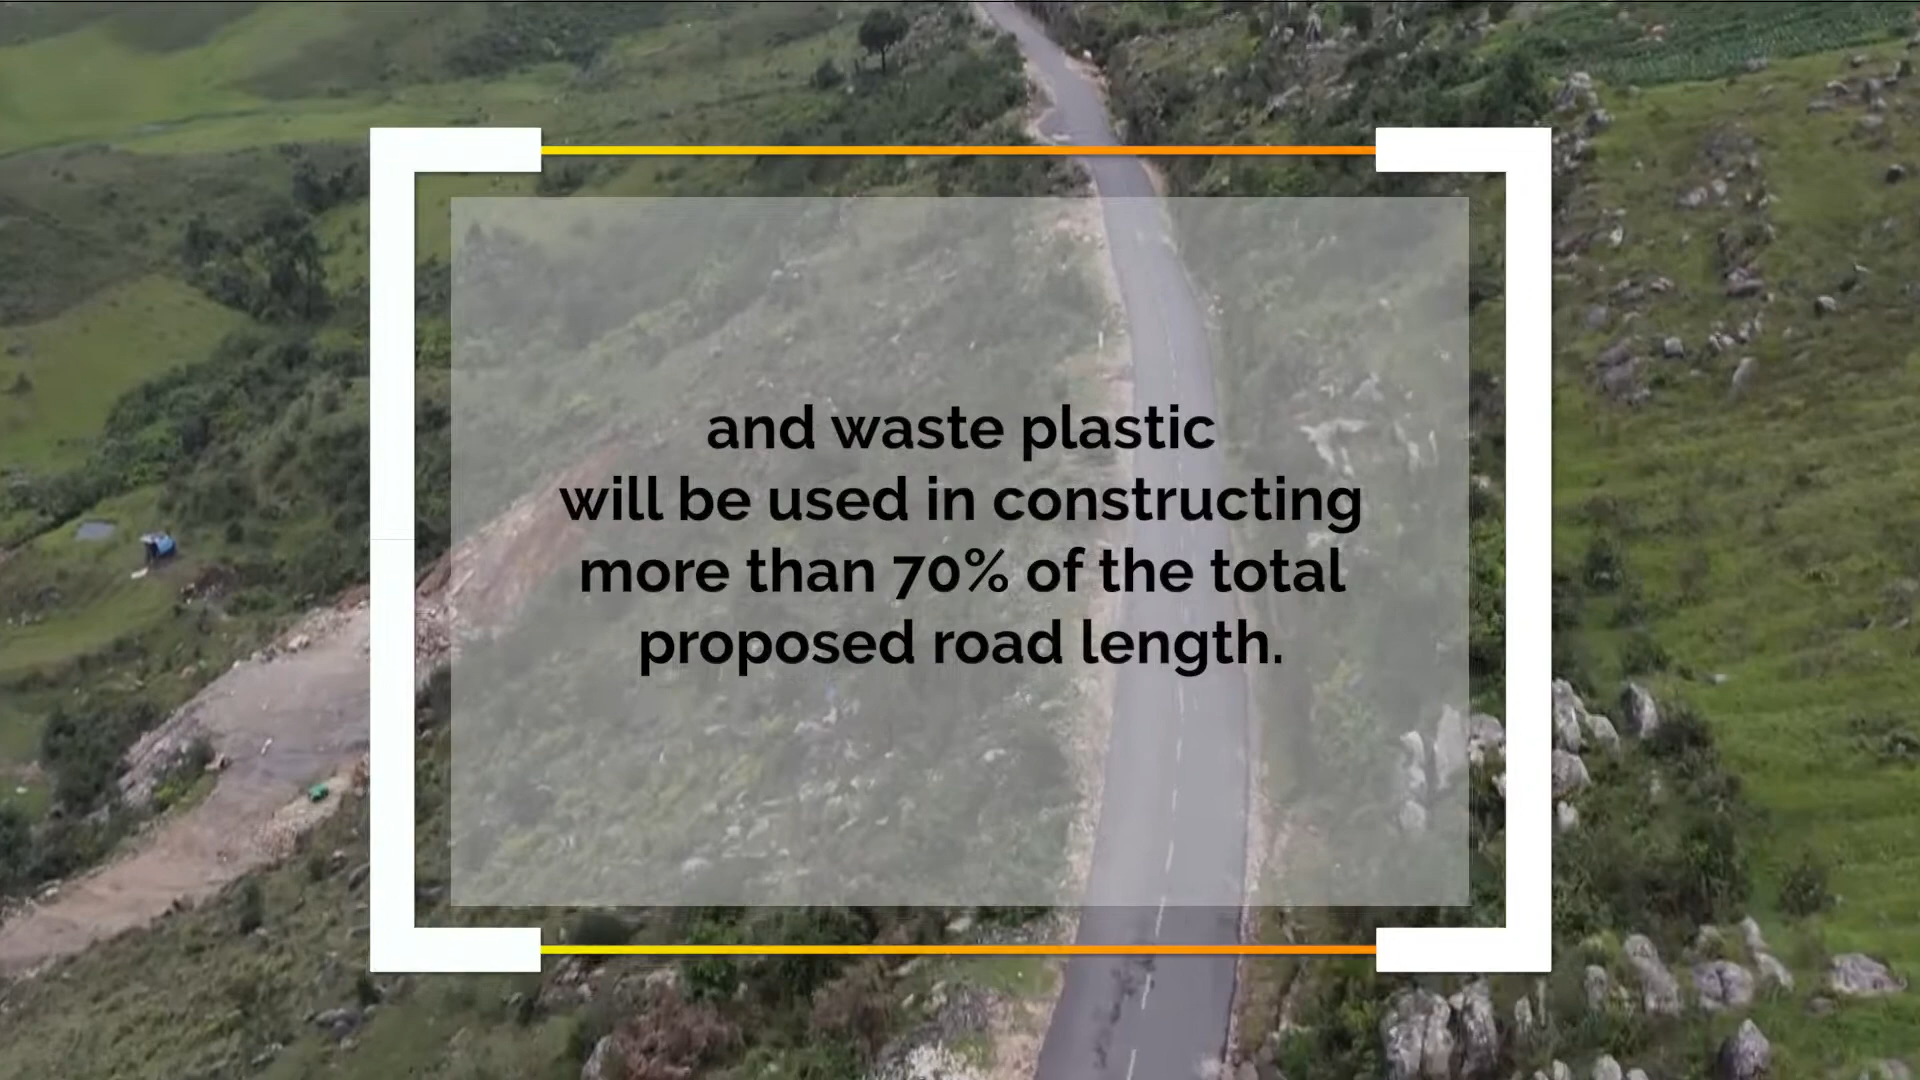 and waste plastic
will be used in constructing
more than 70% of the total
proposed road length.